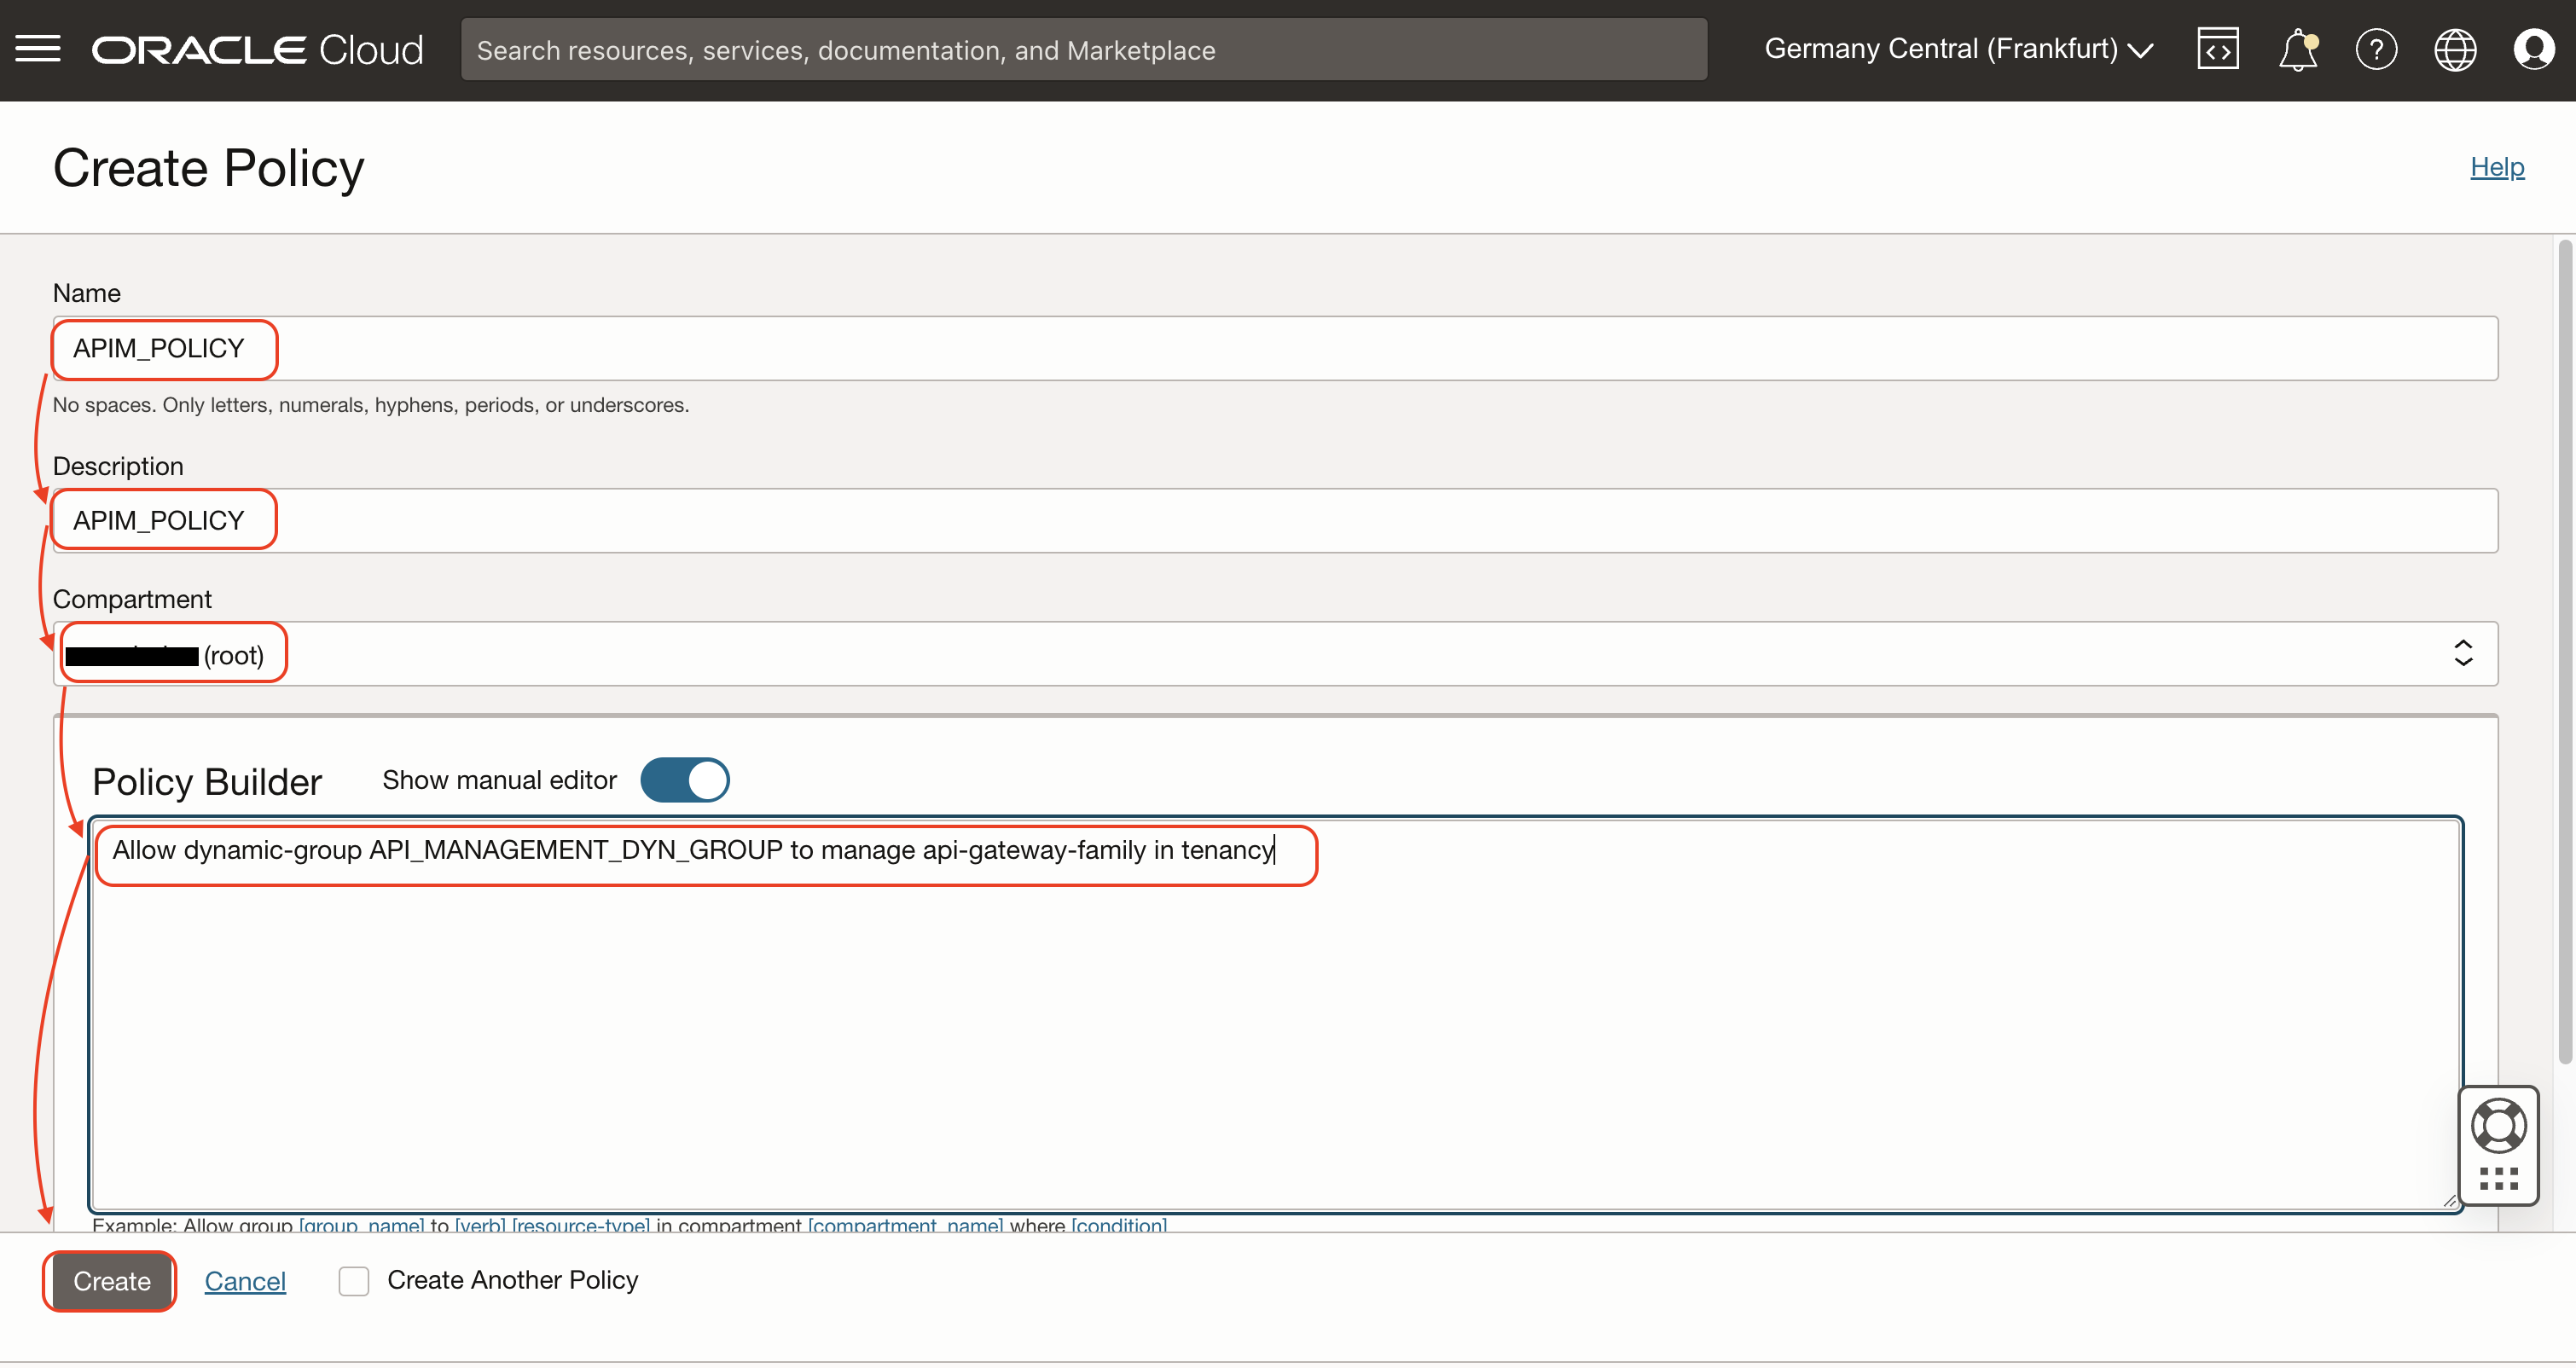 ORACLE Cloud
Search resources, services, documentation, and Marketplace
Germany Central (Frankfurt)
Create Policy
Help
Name
APIM_POLICY
No spaces. Only letters, numerals, hyphens, periods, or underscores.
Description
APIM_POLICY
Compartment
(root)
Policy Builder
Show manual editor
Allow dynamic-group API_MANAGEMENT_DYN_GROUP to manage api-gateway-family in tenancy
Example: Allow group [group_name] to [verb] [resource-type] in compartment [compartment_name] where [condition]
Create
Cancel
Create Another Policy